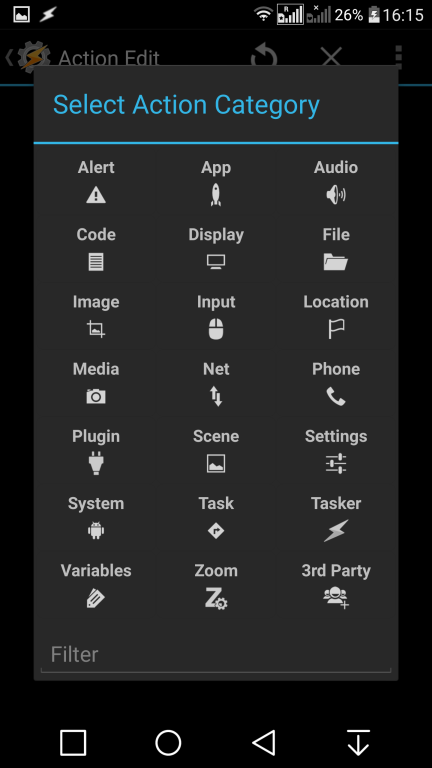 26% 16:15
Action Edit
Select Action Category
Alert App Audio
Code Display File
Image Input Location
Media Net Phone
Plugin Scene Settings
System Task Tasker
Variables Zoom 3rd Party
Filter